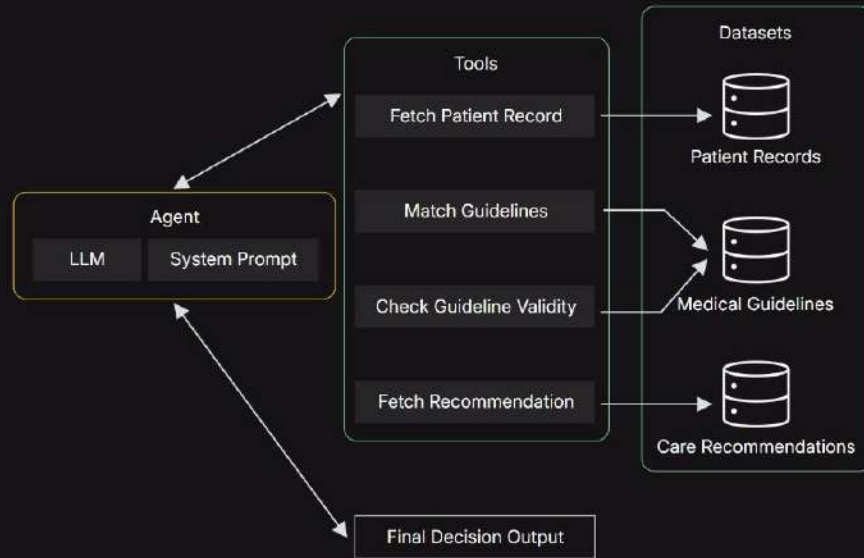 Datasets
Tools
Fetch Patient Record
Patient Records
Match Guidelines
Agent
LLM
System Prompt
Check Guideline Validity
Medical Guidelines
Fetch Recommendation
Care Recommendations
Final Decision Output